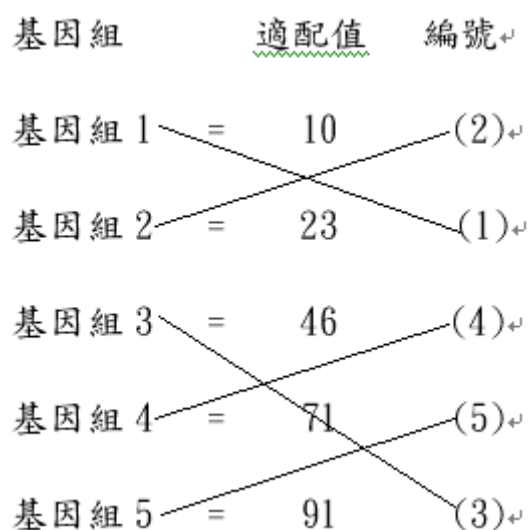 基因組 適配值 編號
基因組 1 = 10 (2)
基因組 2 = 23 (1)
基因組 3 = 46 (4)
基因組 4 = 71 (5)
基因組 5 = 91 (3)